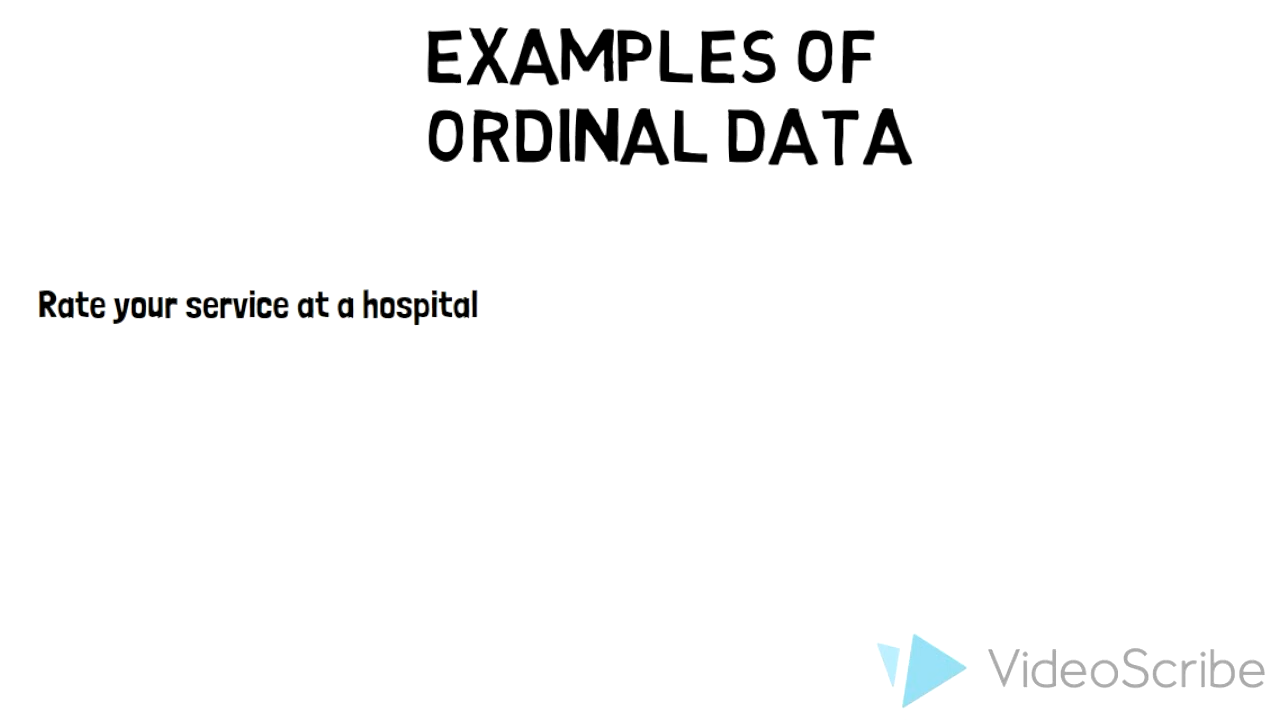 EXAMPLES OF
ORDINAL DATA
Rate your service at a hospital
VideoScribe